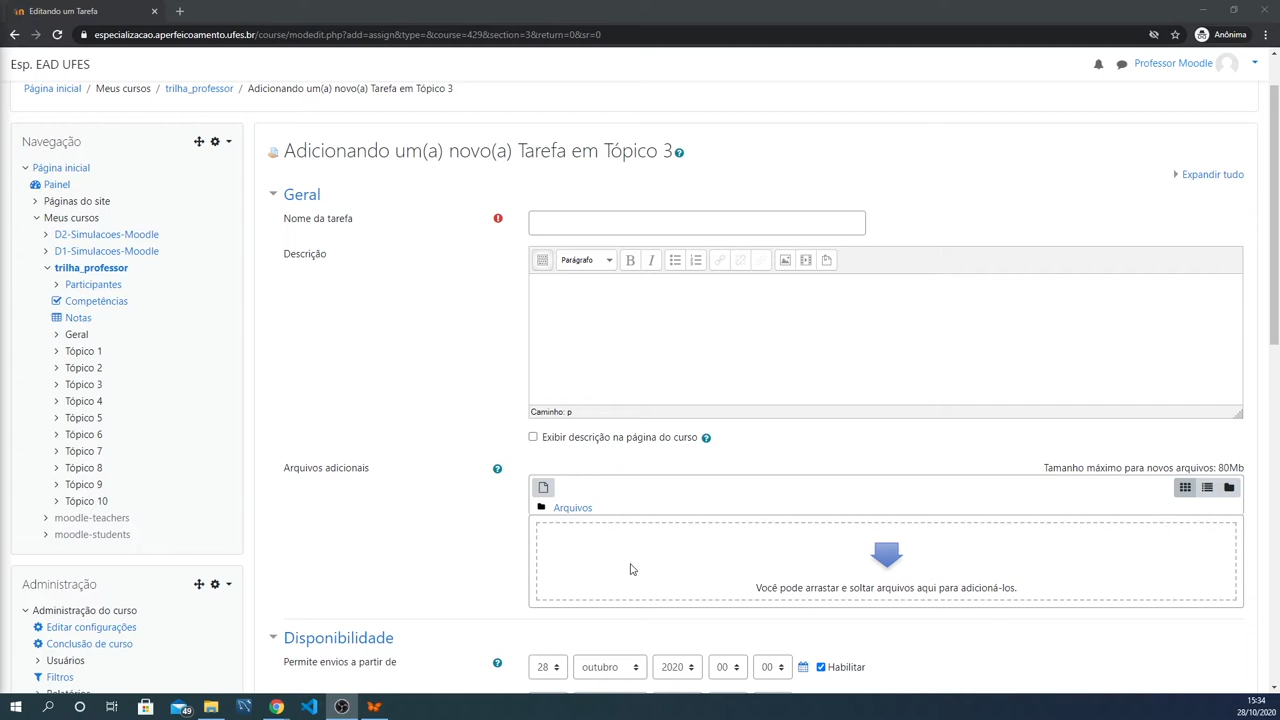 Editando um Tarefa
especializacao.aperfeicoamento.ufes.br/course/modedit.php?add=assign&type=&course=429&section=3&return=0&sr=0
Anônima
Esp. EAD UFES
Professor Moodle
Página inicial / Meus cursos / trilha_professor / Adicionando um(a) novo(a) Tarefa em Tópico 3
Navegação
Página inicial
Painel
Páginas do site
Meus cursos
D2-Simulacoes-Moodle
D1-Simulacoes-Moodle
trilha_professor
Participantes
Competências
Notas
Geral
Tópico 1
Tópico 2
Tópico 3
Tópico 4
Tópico 5
Tópico 6
Tópico 7
Tópico 8
Tópico 9
Tópico 10
moodle-teachers
moodle-students
Administração
Administração do curso
Editar configurações
Conclusão de curso
Usuários
Filtros
Adicionando um(a) novo(a) Tarefa em Tópico 3
Expandir tudo
Geral
Nome da tarefa
Descrição
Parágrafo
B I
Caminho: p
Exibir descrição na página do curso
Arquivos adicionais
Tamanho máximo para novos arquivos: 80Mb
Arquivos
Você pode arrastar e soltar arquivos aqui para adicioná-los.
Disponibilidade
Permite envios a partir de
28 outubro 2020 00 00 Habilitar
49
15:34
28/10/2020